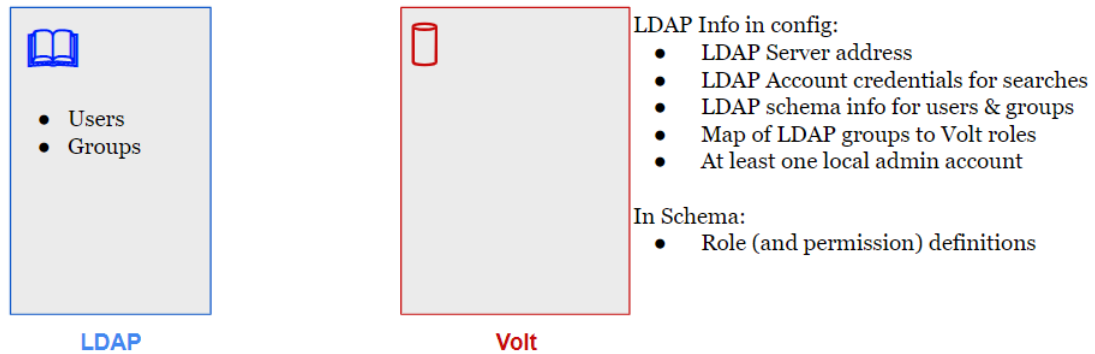 ● Users
● Groups
LDAP
Volt
LDAP Info in config:
● LDAP Server address
● LDAP Account credentials for searches
● LDAP schema info for users & groups
● Map of LDAP groups to Volt roles
● At least one local admin account
In Schema:
● Role (and permission) definitions